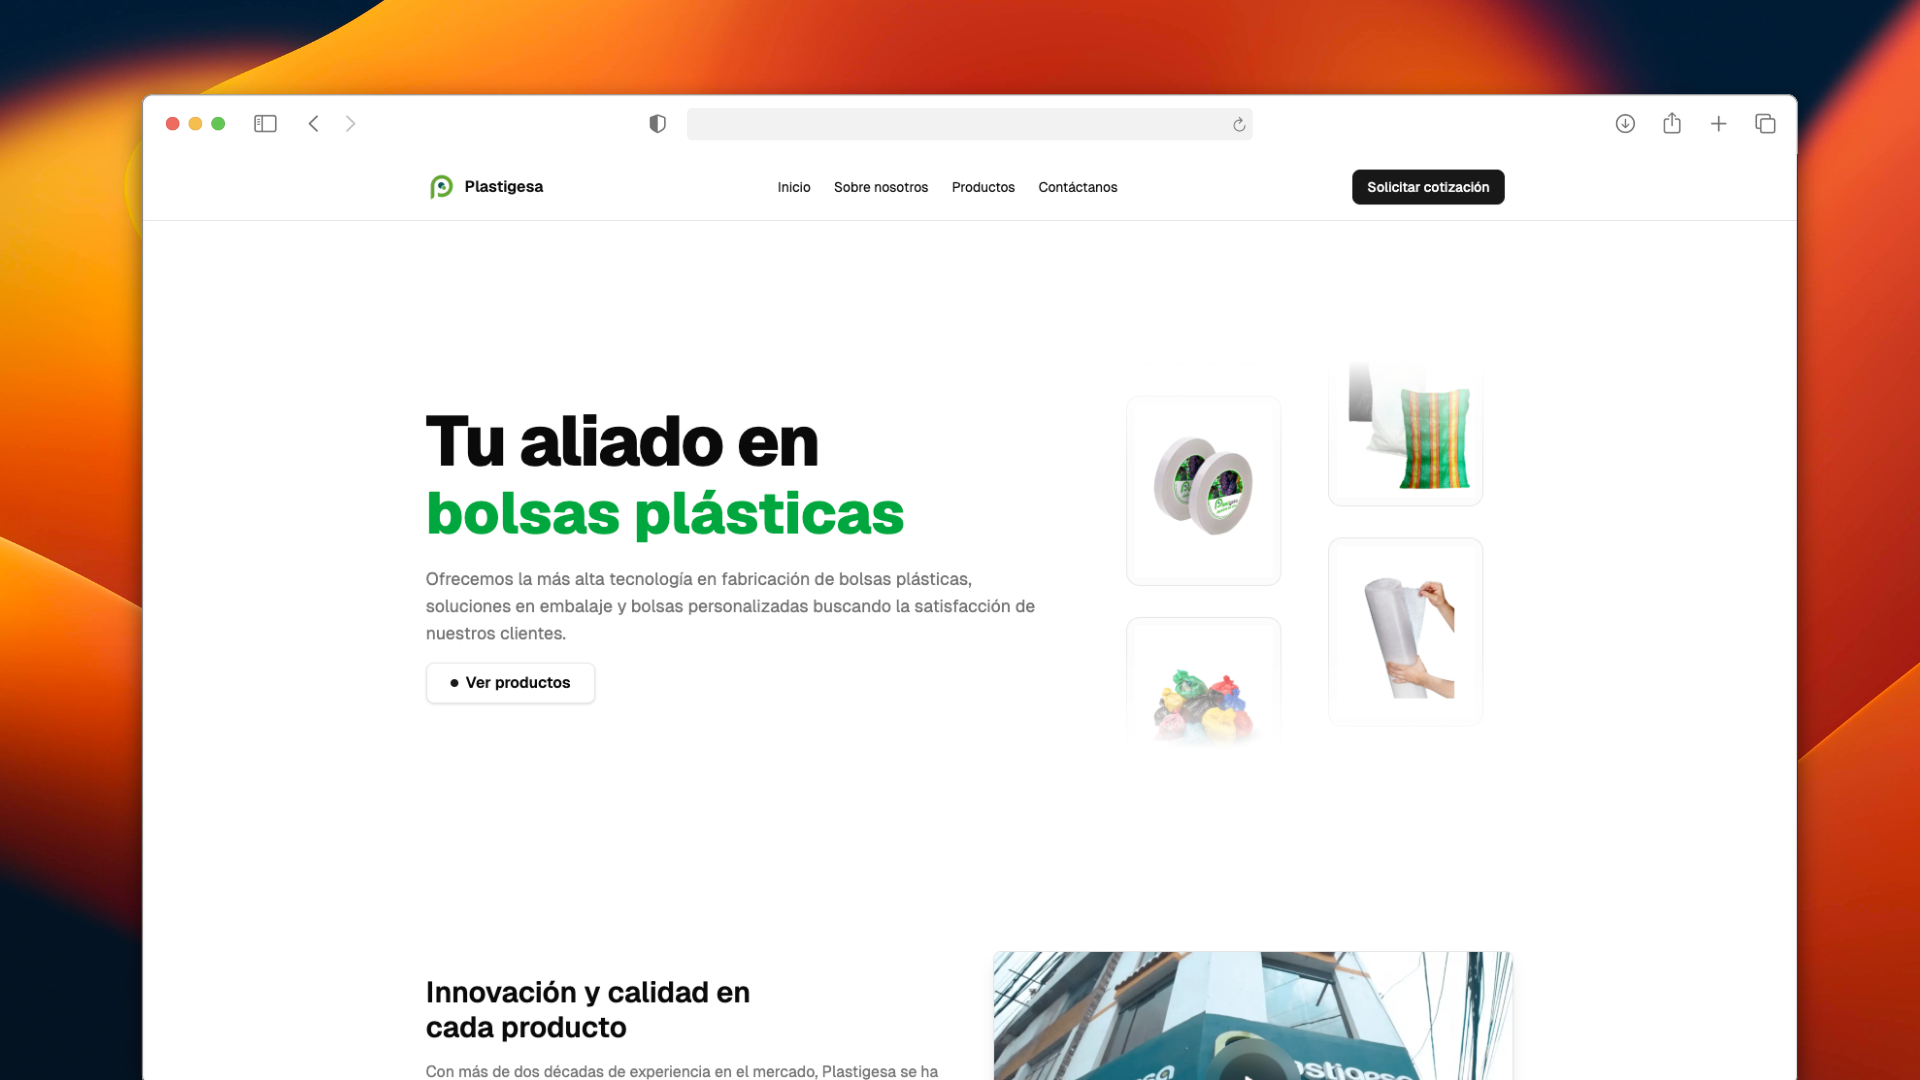 Plastigesa
Inicio
Sobre nosotros
Productos
Contáctanos
Solicitar cotización
Tu aliado en
bolsas plásticas
Ofrecemos la más alta tecnología en fabricación de bolsas plásticas,
soluciones en embalaje y bolsas personalizadas buscando la satisfacción de
nuestros clientes.
Ver productos
Innovación y calidad en
cada producto
Con más de dos décadas de experiencia en el mercado, Plastigesa se ha